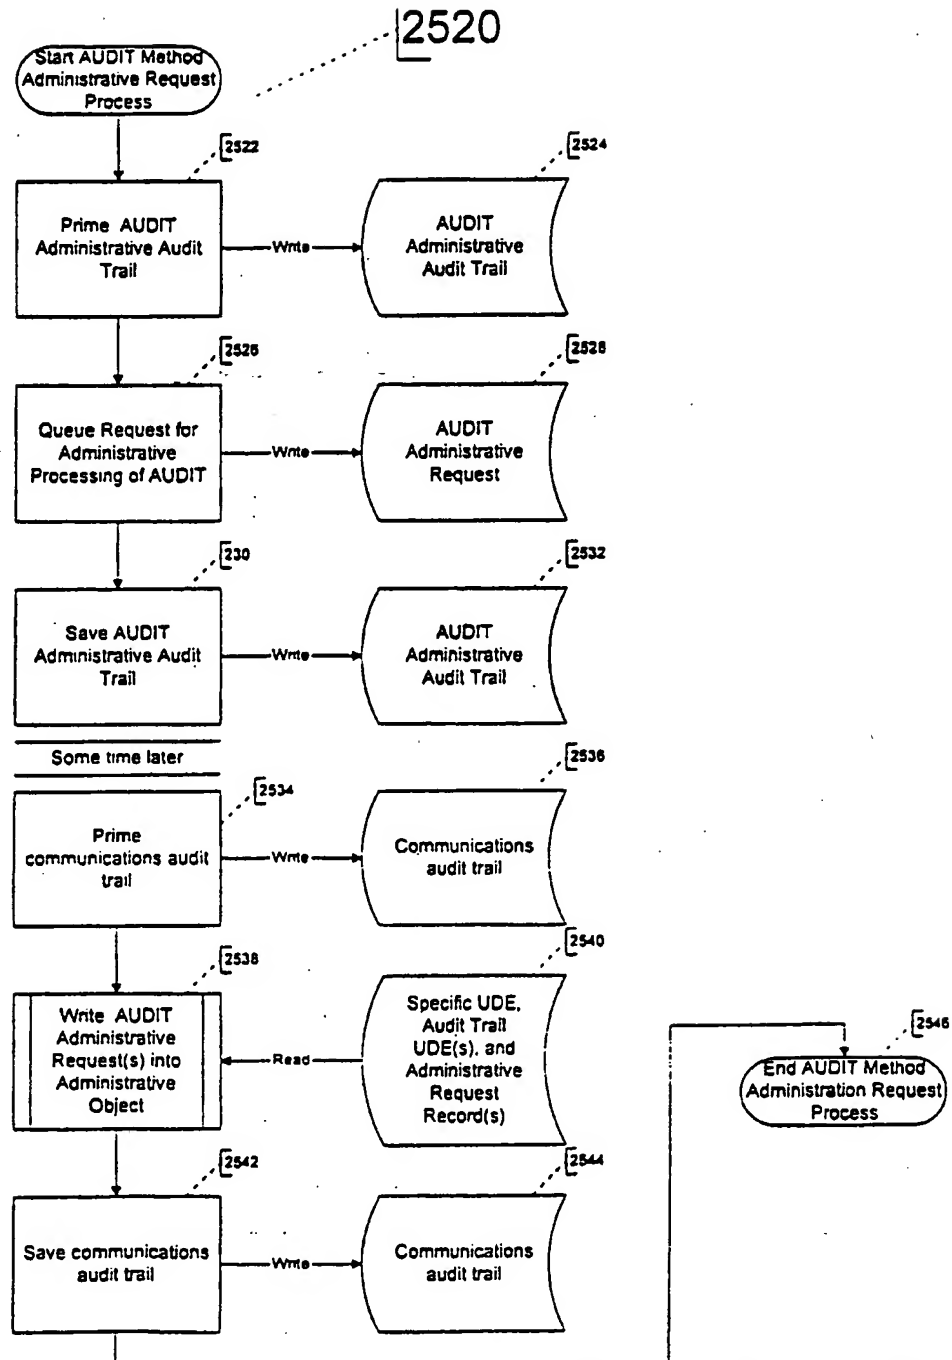 2520
Start AUDIT Method
Administrative Request
Process
2522
Prime AUDIT
Administrative Audit
Trail
Write
2524
AUDIT
Administrative
Audit Trail
2526
Queue Request for
Administrative
Processing of AUDIT
Write
2528
AUDIT
Administrative
Request
230
Save AUDIT
Administrative Audit
Trail
Write
2532
AUDIT
Administrative
Audit Trail
Some time later
2534
Prime
communications audit
trail
Write
2536
Communications
audit trail
2538
Write AUDIT
Administrative
Request(s) into
Administrative
Object
Read
2540
Specific UDE,
Audit Trail
UDE(s), and
Administrative
Request
Record(s)
2542
Save communications
audit trail
Write
2544
Communications
audit trail
2546
End AUDIT Method
Administration Request
Process